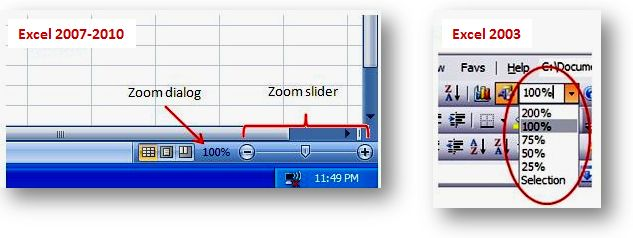 Excel 2007-2010
Zoom dialog
Zoom slider
100%
11:49 PM
Excel 2003
Favs Help C:\Docume
100%
200%
100%
75%
50%
25%
Selection